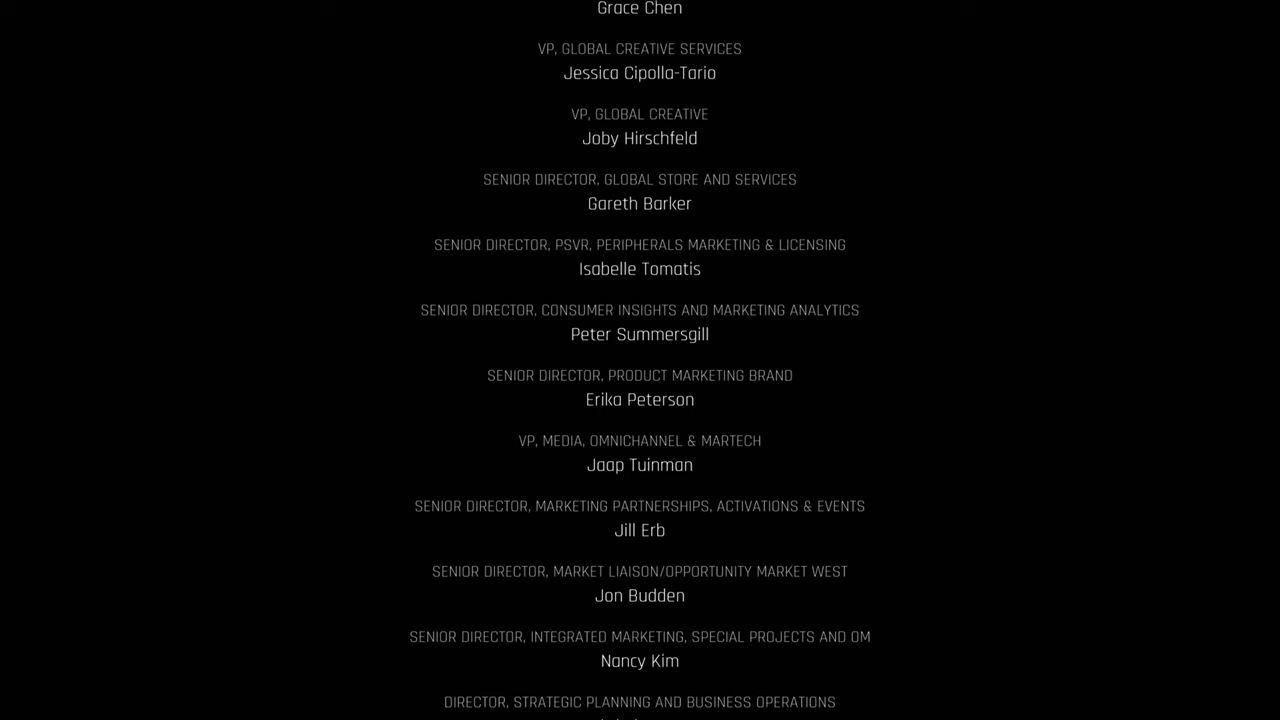 Grace Chen
VP, GLOBAL CREATIVE SERVICES
Jessica Cipolla-Tario
VP, GLOBAL CREATIVE
Joby Hirschfeld
SENIOR DIRECTOR, GLOBAL STORE AND SERVICES
Gareth Barker
SENIOR DIRECTOR, PSVR, PERIPHERALS MARKETING & LICENSING
Isabelle Tomatis
SENIOR DIRECTOR, CONSUMER INSIGHTS AND MARKETING ANALYTICS
Peter Summersgill
SENIOR DIRECTOR, PRODUCT MARKETING BRAND
Erika Peterson
VP, MEDIA, OMNICHANNEL & MARTECH
Jaap Tuinman
SENIOR DIRECTOR, MARKETING PARTNERSHIPS, ACTIVATIONS & EVENTS
Jill Erb
SENIOR DIRECTOR, MARKET LIAISON/OPPORTUNITY MARKET WEST
Jon Budden
SENIOR DIRECTOR, INTEGRATED MARKETING, SPECIAL PROJECTS AND OM
Nancy Kim
DIRECTOR, STRATEGIC PLANNING AND BUSINESS OPERATIONS